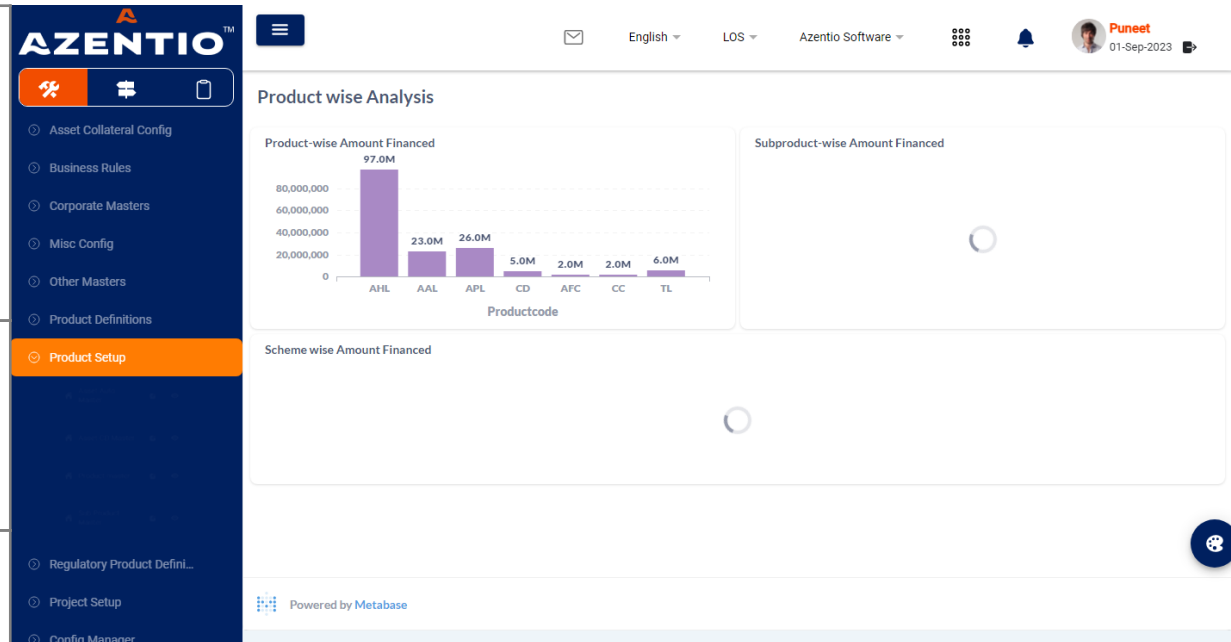 AZENTIO™
English
LOS
Azentio Software
Puneet
01-Sep-2023
Asset Collateral Config
Business Rules
Corporate Masters
Misc Config
Other Masters
Product Definitions
Product Setup
Regulatory Product Defini...
Project Setup
Config Manager
Product wise Analysis
Product-wise Amount Financed
97.0M
80,000,000
60,000,000
40,000,000
20,000,000
0
23.0M
26.0M
5.0M
2.0M
2.0M
6.0M
AHL AAL APL CD AFC CC TL
Productcode
Subproduct-wise Amount Financed
Scheme wise Amount Financed
Powered by Metabase